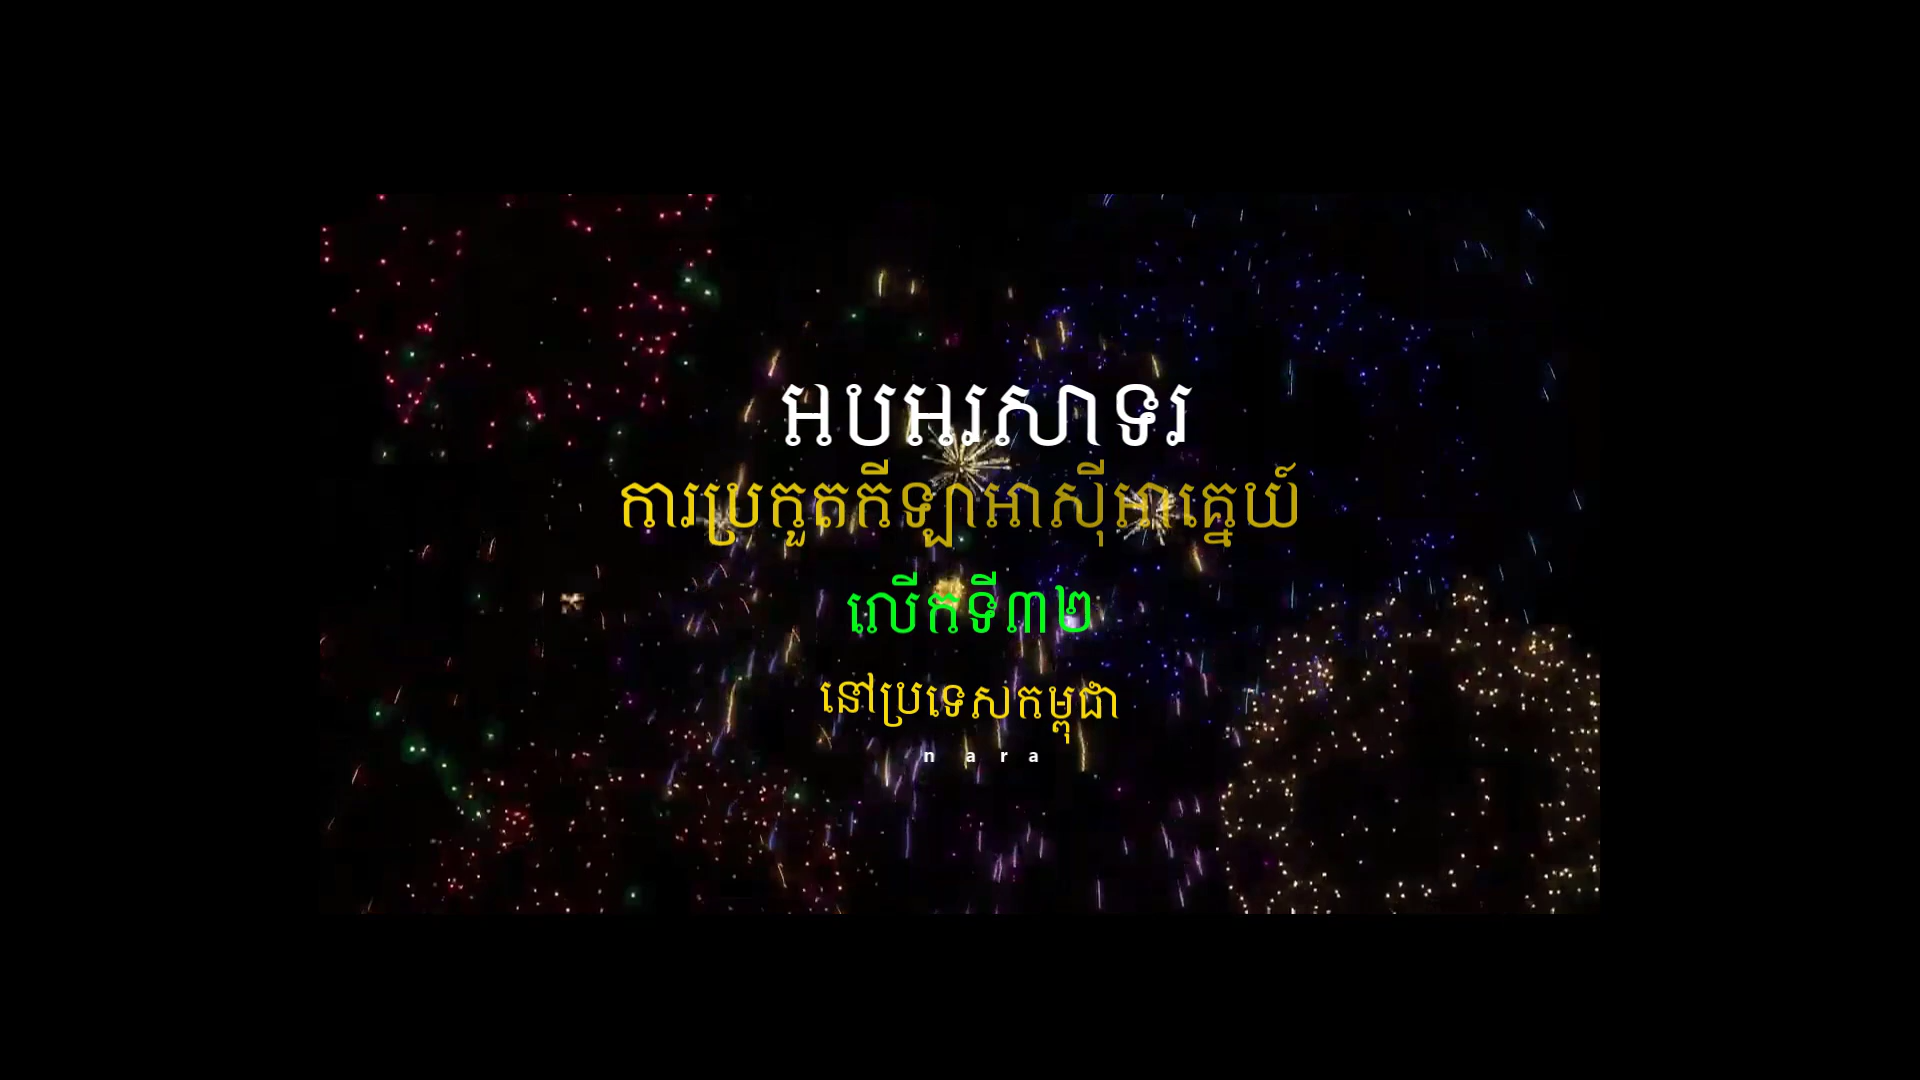 អបអរសាទរ
ការប្រកួតកីឡាអាស៊ីអាគ្នេយ៍
លើកទី៣២
នៅប្រទេសកម្ពុជា
nara